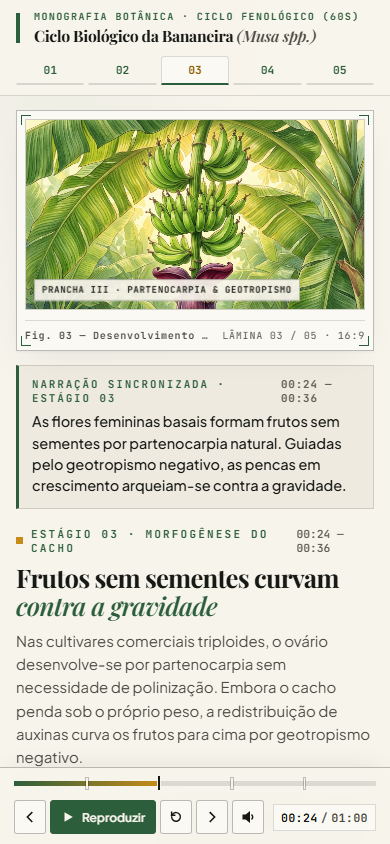 MONOGRAFIA BOTÂNICA · CICLO FENOLÓGICO (60S)
Ciclo Biológico da Bananeira (Musa spp.)
01 02 03 04 05
PRANCHA III · PARTENOCARPIA & GEOTROPISMO
Fig. 03 — Desenvolvimento … LÂMINA 03 / 05 · 16:9
NARRAÇÃO SINCRONIZADA · 00:24 —
ESTÁGIO 03 00:36
As flores femininas basais formam frutos sem
sementes por partenocarpia natural. Guiadas
pelo geotropismo negativo, as pencas em
crescimento arqueiam-se contra a gravidade.
ESTÁGIO 03 · MORFOGÊNESE DO 00:24 —
CACHO 00:36
Frutos sem sementes curvam
contra a gravidade
Nas cultivares comerciais triploides, o ovário
desenvolve-se por partenocarpia sem
necessidade de polinização. Embora o cacho
penda sob o próprio peso, a redistribuição de
auxinas curva os frutos para cima por geotropismo
negativo.
Reproduzir 00:24 / 01:00